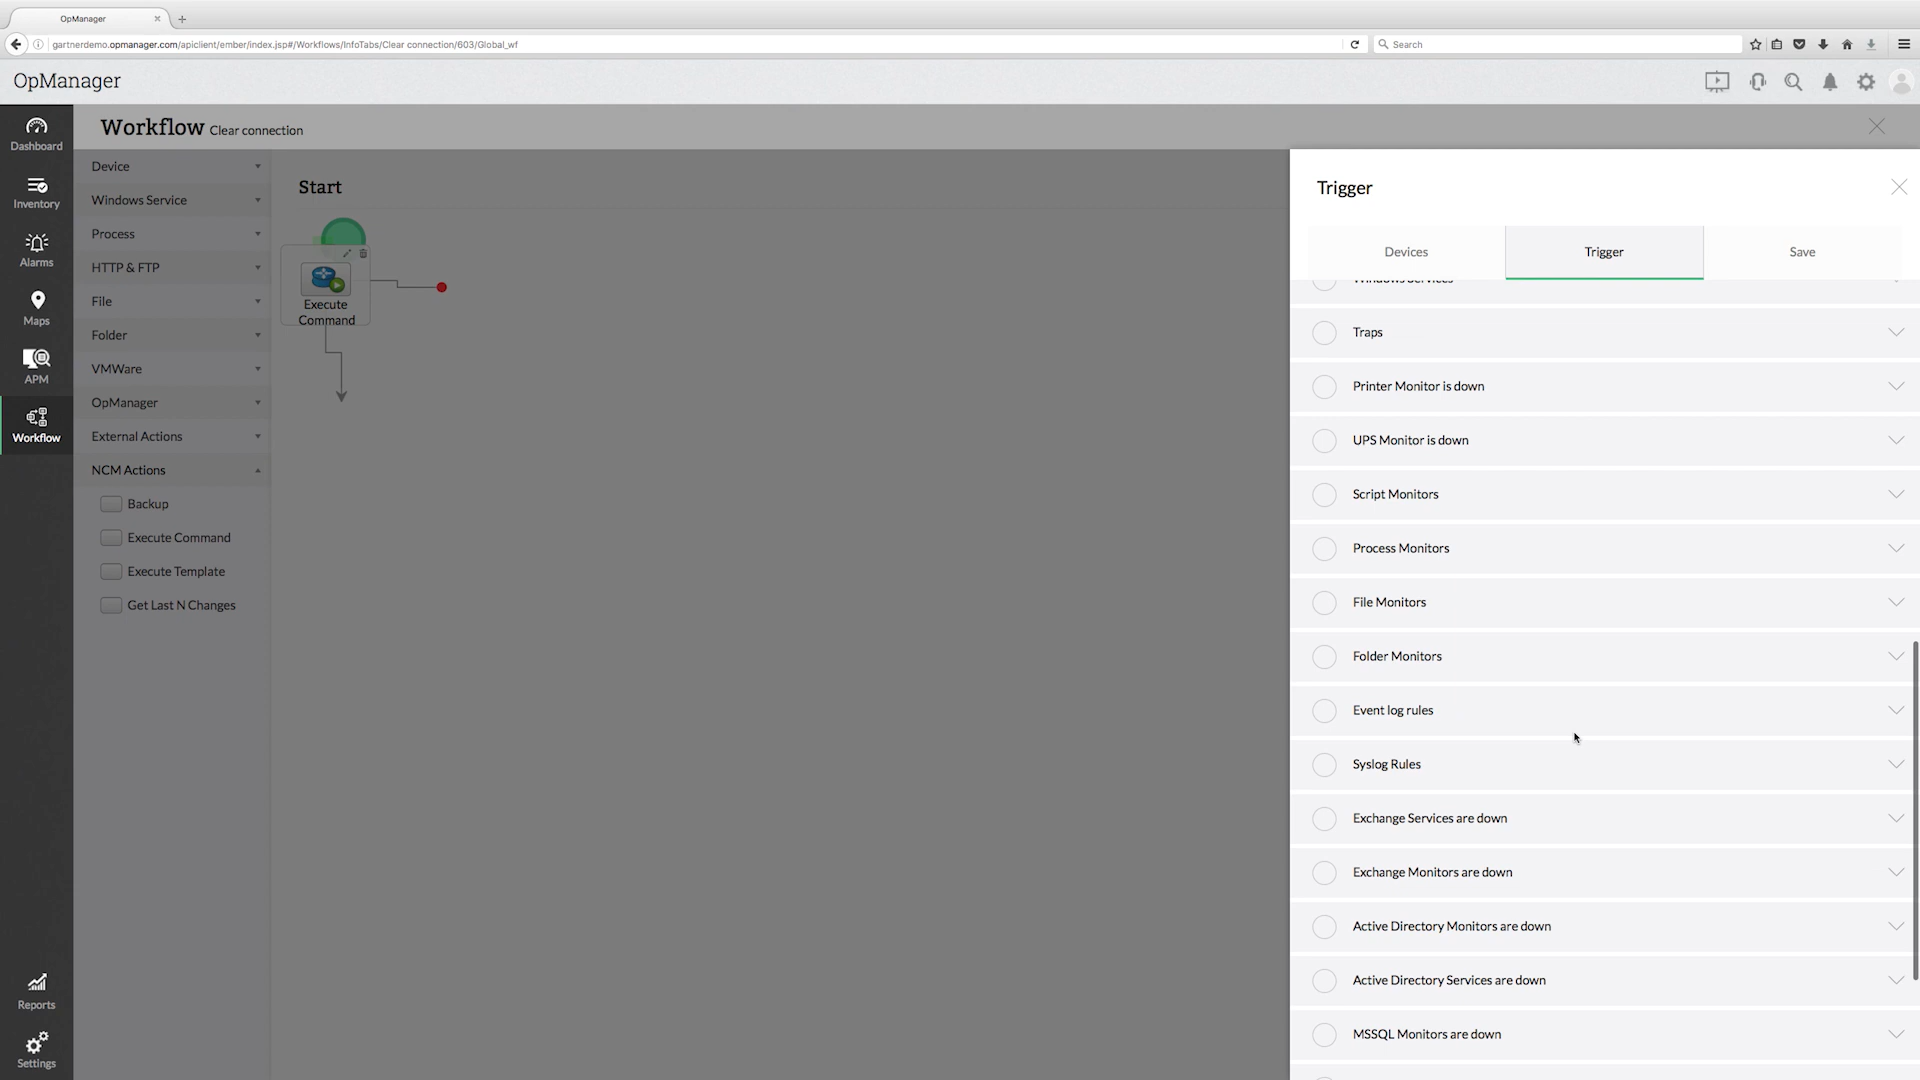 OpManager
gartnerdemo.opmanager.com/apiclient/ember/index.jsp#/Workflows/InfoTabs/Clear connection/603/Global_wf
Search
OpManager
Dashboard
Inventory
Alarms
Maps
APM
Workflow
Reports
Settings
Workflow Clear connection
Device
Windows Service
Process
HTTP & FTP
File
Folder
VMWare
OpManager
External Actions
NCM Actions
Backup
Execute Command
Execute Template
Get Last N Changes
Start
Execute
Command
Trigger
Devices
Trigger
Save
Windows Services
Traps
Printer Monitor is down
UPS Monitor is down
Script Monitors
Process Monitors
File Monitors
Folder Monitors
Event log rules
Syslog Rules
Exchange Services are down
Exchange Monitors are down
Active Directory Monitors are down
Active Directory Services are down
MSSQL Monitors are down